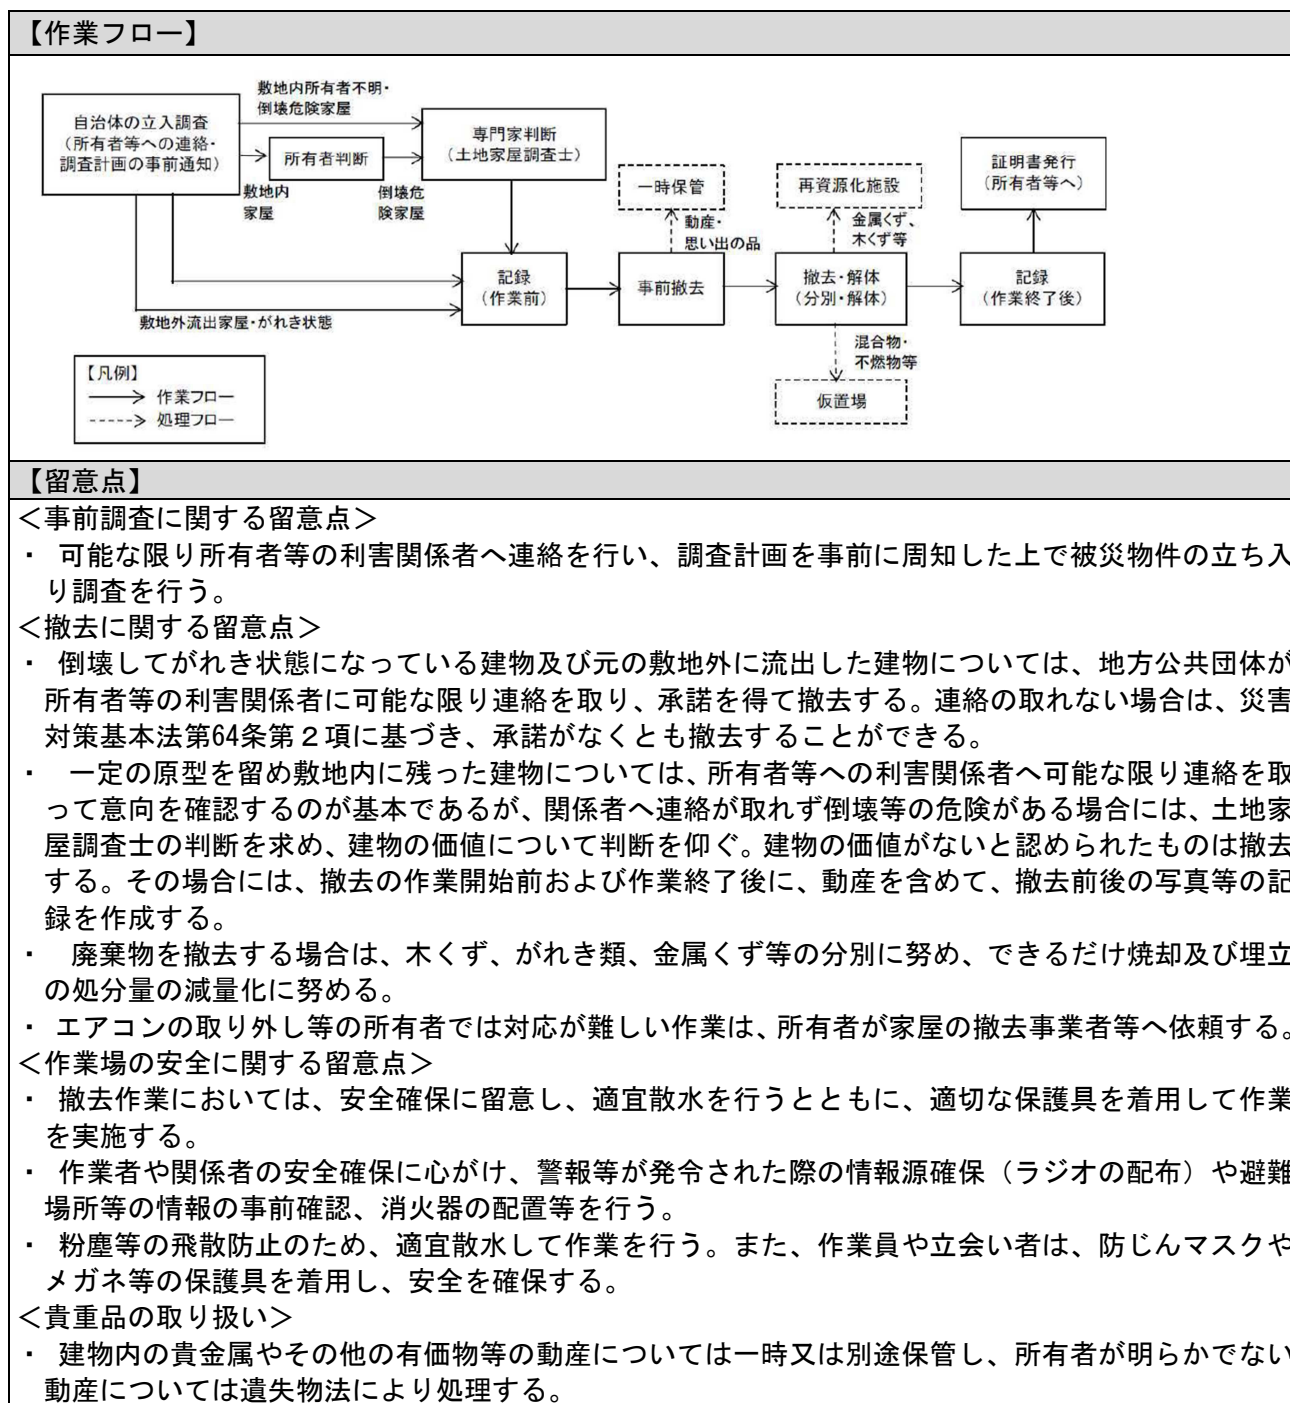 【作業フロー】
敷地内所有者不明・
倒壊危険家屋
自治体の立入調査
(所有者等への連絡・
調査計画の事前通知)
所有者判断
専門家判断
(土地家屋調査士)
敷地内
家屋
倒壊危
険家屋
一時保管
再資源化施設
証明書発行
(所有者等へ)
動産・
思い出の品
金属くず、
木くず等
記録
(作業前)
事前撤去
撤去・解体
(分別・解体)
記録
(作業終了後)
敷地外流出家屋・がれき状態
混合物・
不燃物等
仮置場
【凡例】
作業フロー
処理フロー
【留意点】
<事前調査に関する留意点>
・ 可能な限り所有者等の利害関係者へ連絡を行い、調査計画を事前に周知した上で被災物件の立ち入
り調査を行う。
<撤去に関する留意点>
・ 倒壊してがれき状態になっている建物及び元の敷地外に流出した建物については、地方公共団体が
所有者等の利害関係者に可能な限り連絡を取り、承諾を得て撤去する。連絡の取れない場合は、災害
対策基本法第64条第2項に基づき、承諾がなくとも撤去することができる。
・ 一定の原型を留め敷地内に残った建物については、所有者等への利害関係者へ可能な限り連絡を取
って意向を確認するのが基本であるが、関係者へ連絡が取れず倒壊等の危険がある場合には、土地家
屋調査士の判断を求め、建物の価値について判断を仰ぐ。建物の価値がないと認められたものは撤去
する。その場合には、撤去の作業開始前および作業終了後に、動産を含めて、撤去前後の写真等の記
録を作成する。
・ 廃棄物を撤去する場合は、木くず、がれき類、金属くず等の分別に努め、できるだけ焼却及び埋立
の処分量の減量化に努める。
・ エアコンの取り外し等の所有者では対応が難しい作業は、所有者が家屋の撤去事業者等へ依頼する。
<作業場の安全に関する留意点>
・ 撤去作業においては、安全確保に留意し、適宜散水を行うとともに、適切な保護具を着用して作業
を実施する。
・ 作業者や関係者の安全確保に心がけ、警報等が発令された際の情報源確保(ラジオの配布)や避難
場所等の情報の事前確認、消火器の配置等を行う。
・ 粉塵等の飛散防止のため、適宜散水して作業を行う。また、作業員や立会い者は、防じんマスクや
メガネ等の保護具を着用し、安全を確保する。
<貴重品の取り扱い>
・ 建物内の貴金属やその他の有価物等の動産については一時又は別途保管し、所有者が明らかでない
動産については遺失物法により処理する。